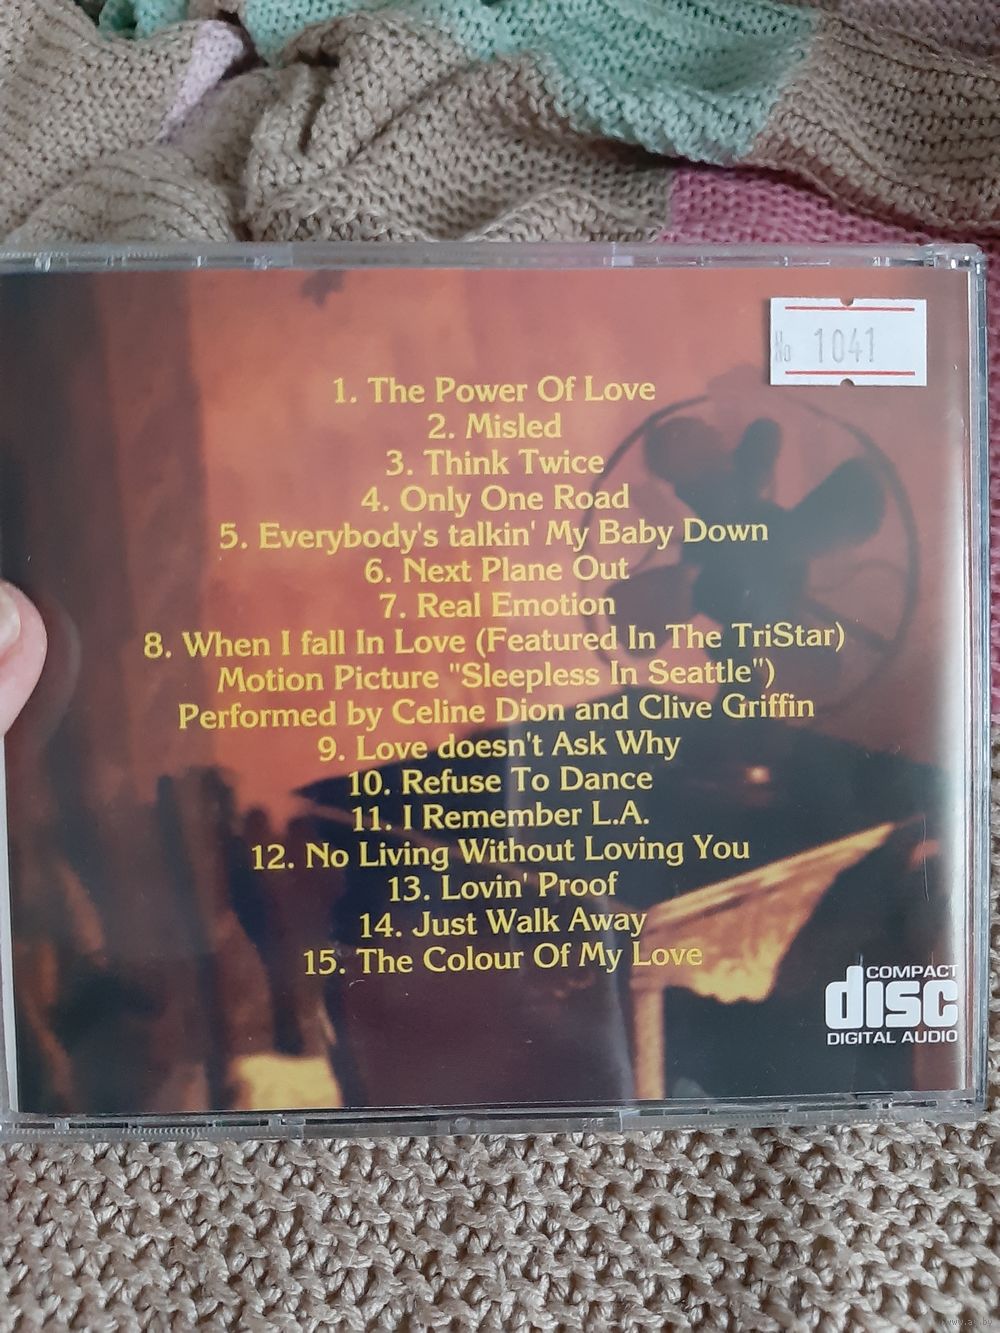 No 1041
1. The Power Of Love
2. Misled
3. Think Twice
4. Only One Road
5. Everybody's talkin' My Baby Down
6. Next Plane Out
7. Real Emotion
8. When I fall In Love (Featured In The TriStar)
Motion Picture "Sleepless In Seattle")
Performed by Celine Dion and Clive Griffin
9. Love doesn't Ask Why
10. Refuse To Dance
11. I Remember L.A.
12. No Living Without Loving You
13. Lovin' Proof
14. Just Walk Away
15. The Colour Of My Love
COMPACT
disc
DIGITAL AUDIO
www.ay.by